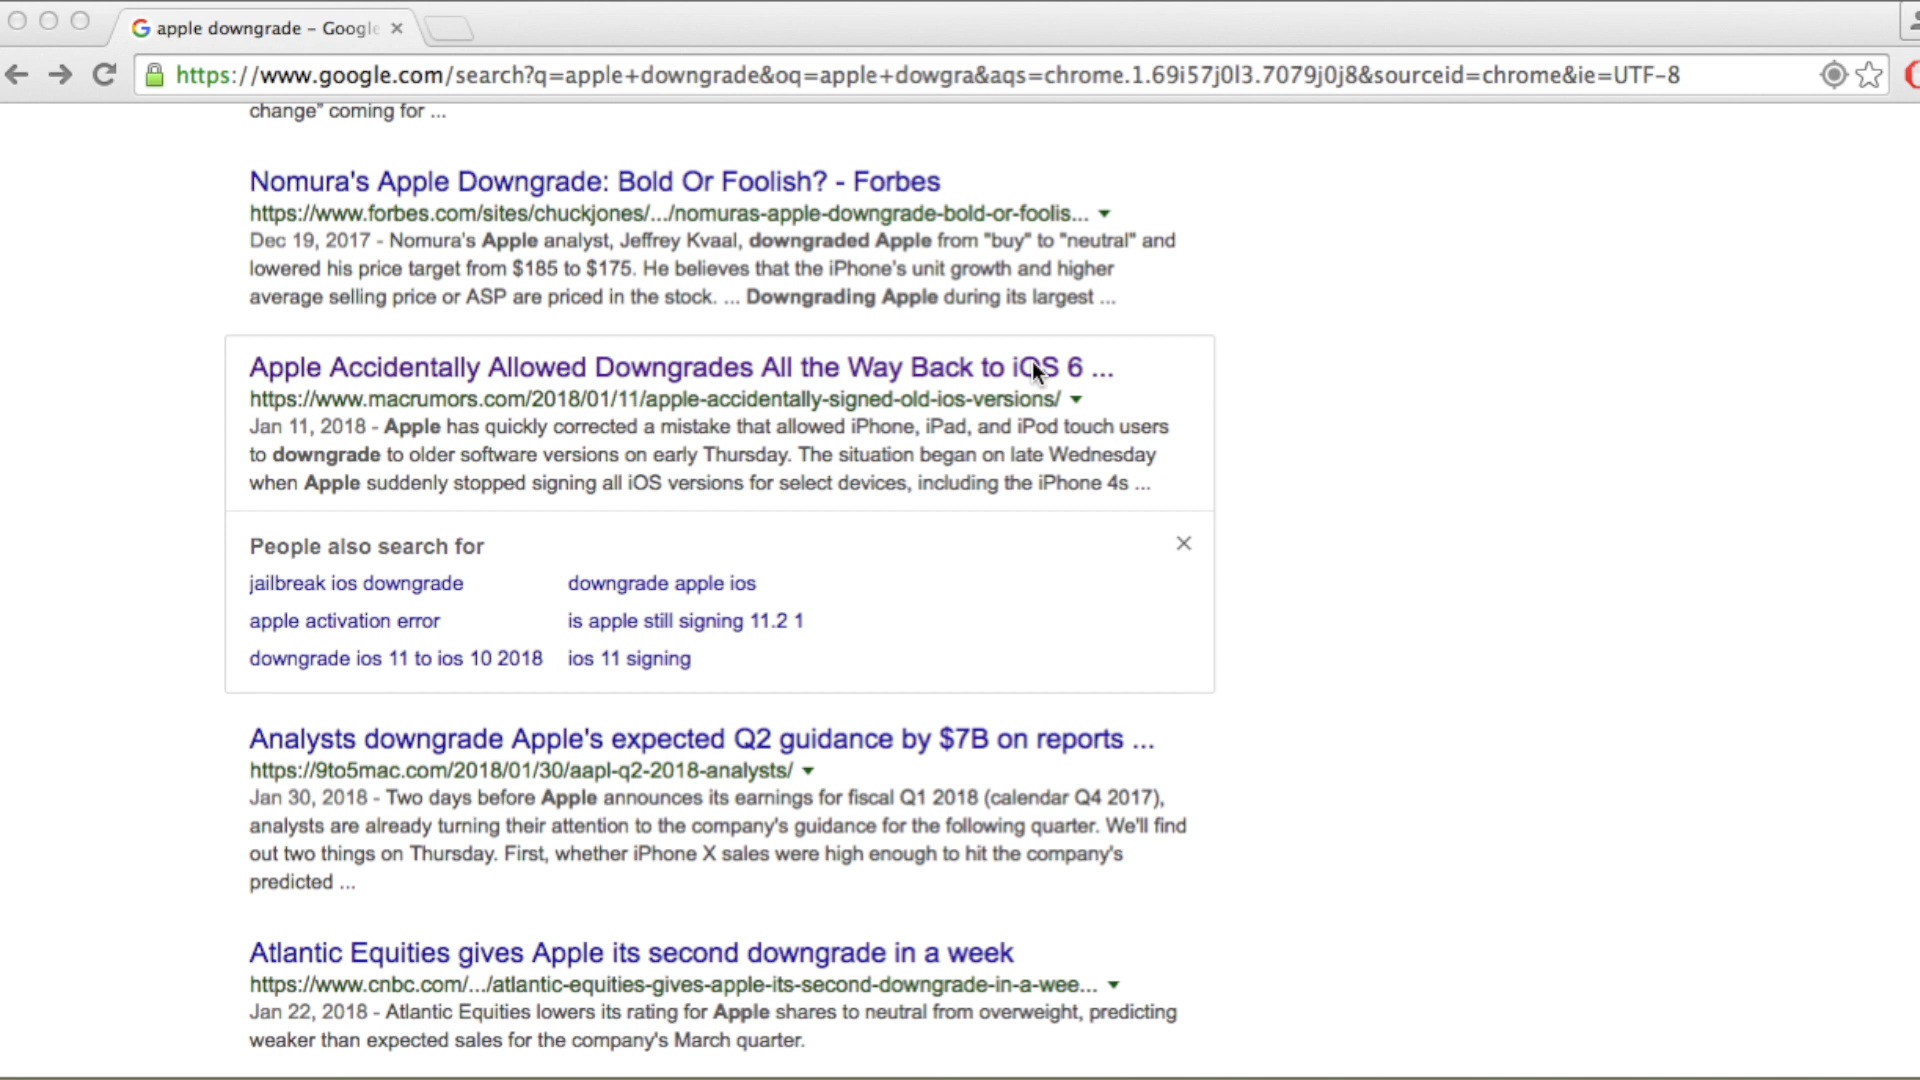 apple downgrade – Google
https://www.google.com/search?q=apple+downgrade&oq=apple+dowgra&aqs=chrome.1.69i57j0l3.7079j0j8&sourceid=chrome&ie=UTF-8
change" coming for ...
Nomura's Apple Downgrade: Bold Or Foolish? - Forbes
https://www.forbes.com/sites/chuckjones/.../nomuras-apple-downgrade-bold-or-foolis...
Dec 19, 2017 - Nomura's Apple analyst, Jeffrey Kvaal, downgraded Apple from "buy" to "neutral" and
lowered his price target from $185 to $175. He believes that the iPhone's unit growth and higher
average selling price or ASP are priced in the stock. ... Downgrading Apple during its largest ...
Apple Accidentally Allowed Downgrades All the Way Back to iOS 6 ...
https://www.macrumors.com/2018/01/11/apple-accidentally-signed-old-ios-versions/
Jan 11, 2018 - Apple has quickly corrected a mistake that allowed iPhone, iPad, and iPod touch users
to downgrade to older software versions on early Thursday. The situation began on late Wednesday
when Apple suddenly stopped signing all iOS versions for select devices, including the iPhone 4s ...
People also search for
jailbreak ios downgrade downgrade apple ios
apple activation error is apple still signing 11.2 1
downgrade ios 11 to ios 10 2018 ios 11 signing
Analysts downgrade Apple's expected Q2 guidance by $7B on reports ...
https://9to5mac.com/2018/01/30/aapl-q2-2018-analysts/
Jan 30, 2018 - Two days before Apple announces its earnings for fiscal Q1 2018 (calendar Q4 2017),
analysts are already turning their attention to the company's guidance for the following quarter. We'll find
out two things on Thursday. First, whether iPhone X sales were high enough to hit the company's
predicted ...
Atlantic Equities gives Apple its second downgrade in a week
https://www.cnbc.com/.../atlantic-equities-gives-apple-its-second-downgrade-in-a-wee...
Jan 22, 2018 - Atlantic Equities lowers its rating for Apple shares to neutral from overweight, predicting
weaker than expected sales for the company's March quarter.